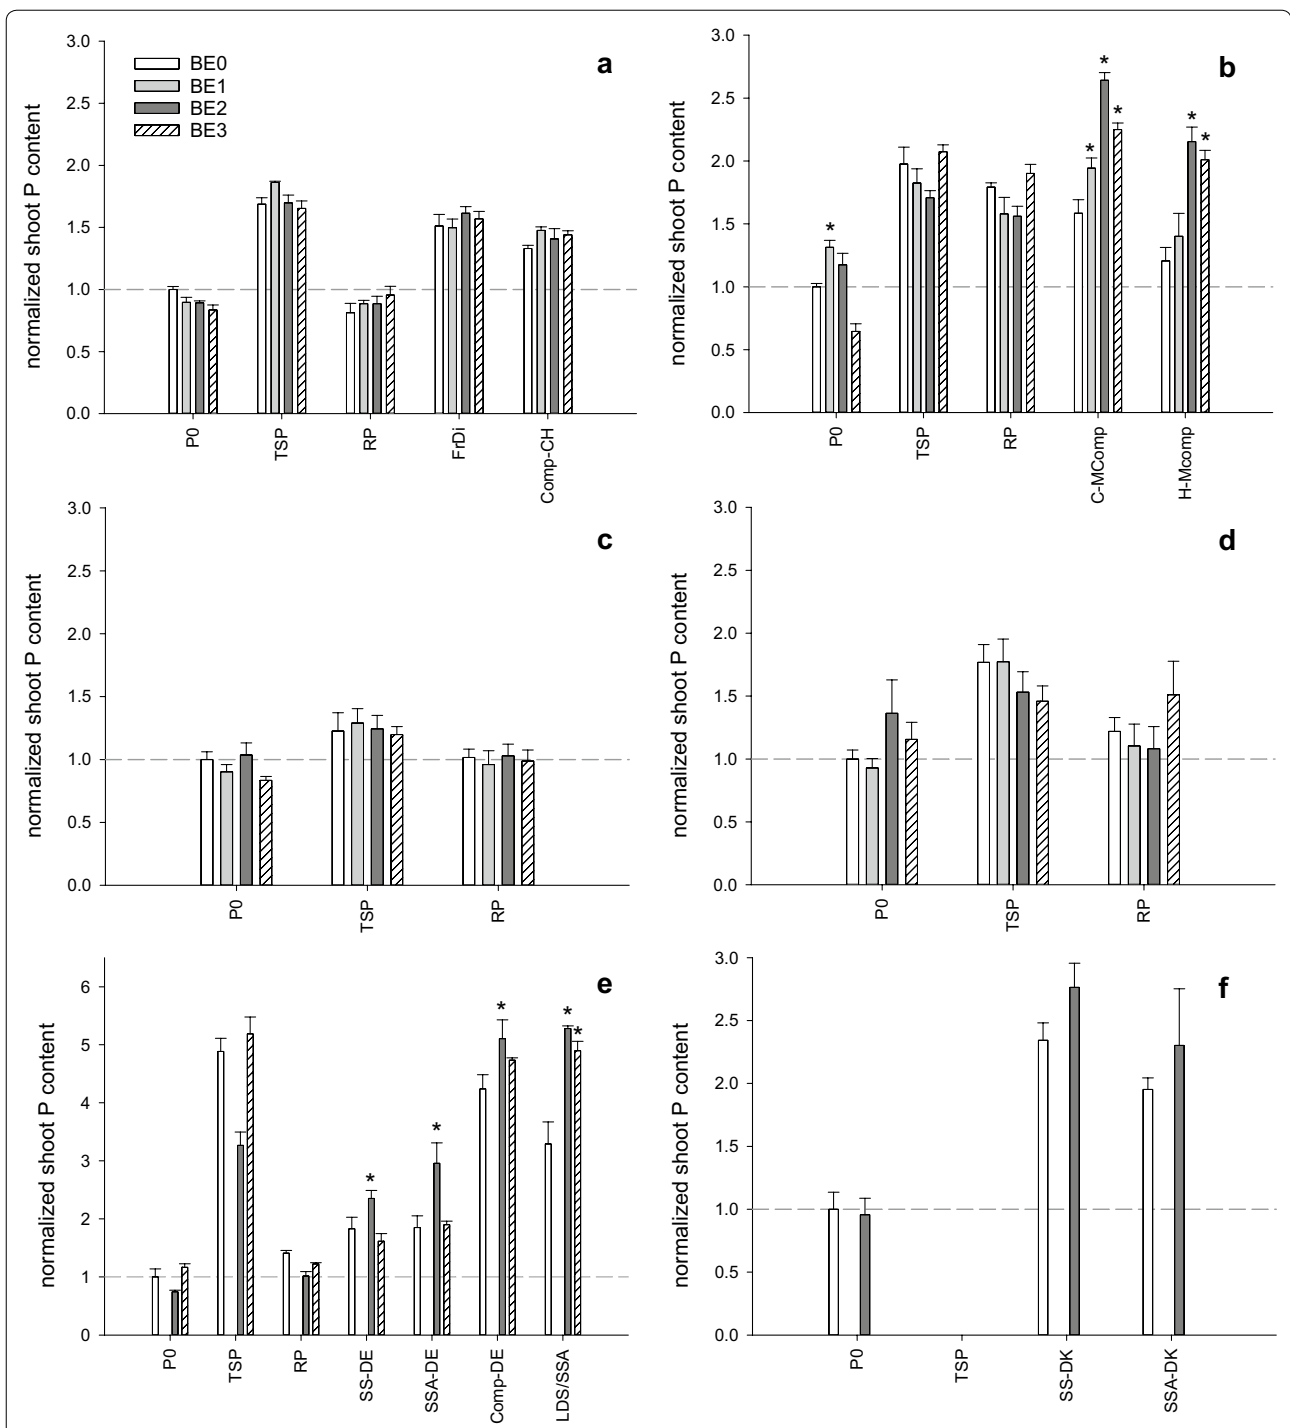 a
BE0
BE1
BE2
BE3
normalized shoot P content
3.0
2.5
2.0
1.5
1.0
0.5
0.0
P0
TSP
RP
FrDi
Comp-CH
b
normalized shoot P content
3.0
2.5
2.0
1.5
1.0
0.5
0.0
*
*
*
*
*
*
P0
TSP
RP
C-MComp
H-Mcomp
c
normalized shoot P content
3.0
2.5
2.0
1.5
1.0
0.5
0.0
P0
TSP
RP
d
normalized shoot P content
3.0
2.5
2.0
1.5
1.0
0.5
0.0
P0
TSP
RP
e
normalized shoot P content
6
5
4
3
2
1
0
*
*
*
*
*
P0
TSP
RP
SS-DE
SSA-DE
Comp-DE
LDS/SSA
f
normalized shoot P content
3.0
2.5
2.0
1.5
1.0
0.5
0.0
P0
TSP
SS-DK
SSA-DK